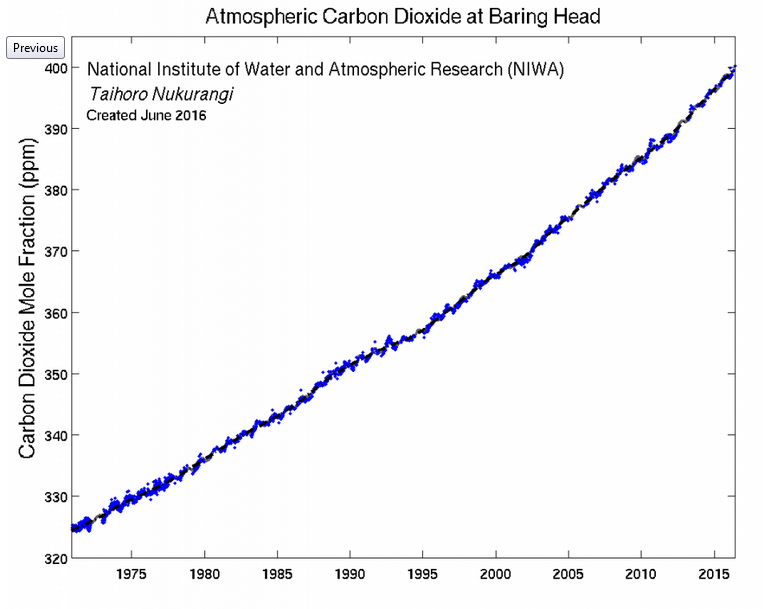 Atmospheric Carbon Dioxide at Baring Head
Previous
National Institute of Water and Atmospheric Research (NIWA)
Taihoro Nukurangi
Created June 2016
Carbon Dioxide Mole Fraction (ppm)
400
390
380
370
360
350
340
330
320
1975 1980 1985 1990 1995 2000 2005 2010 2015